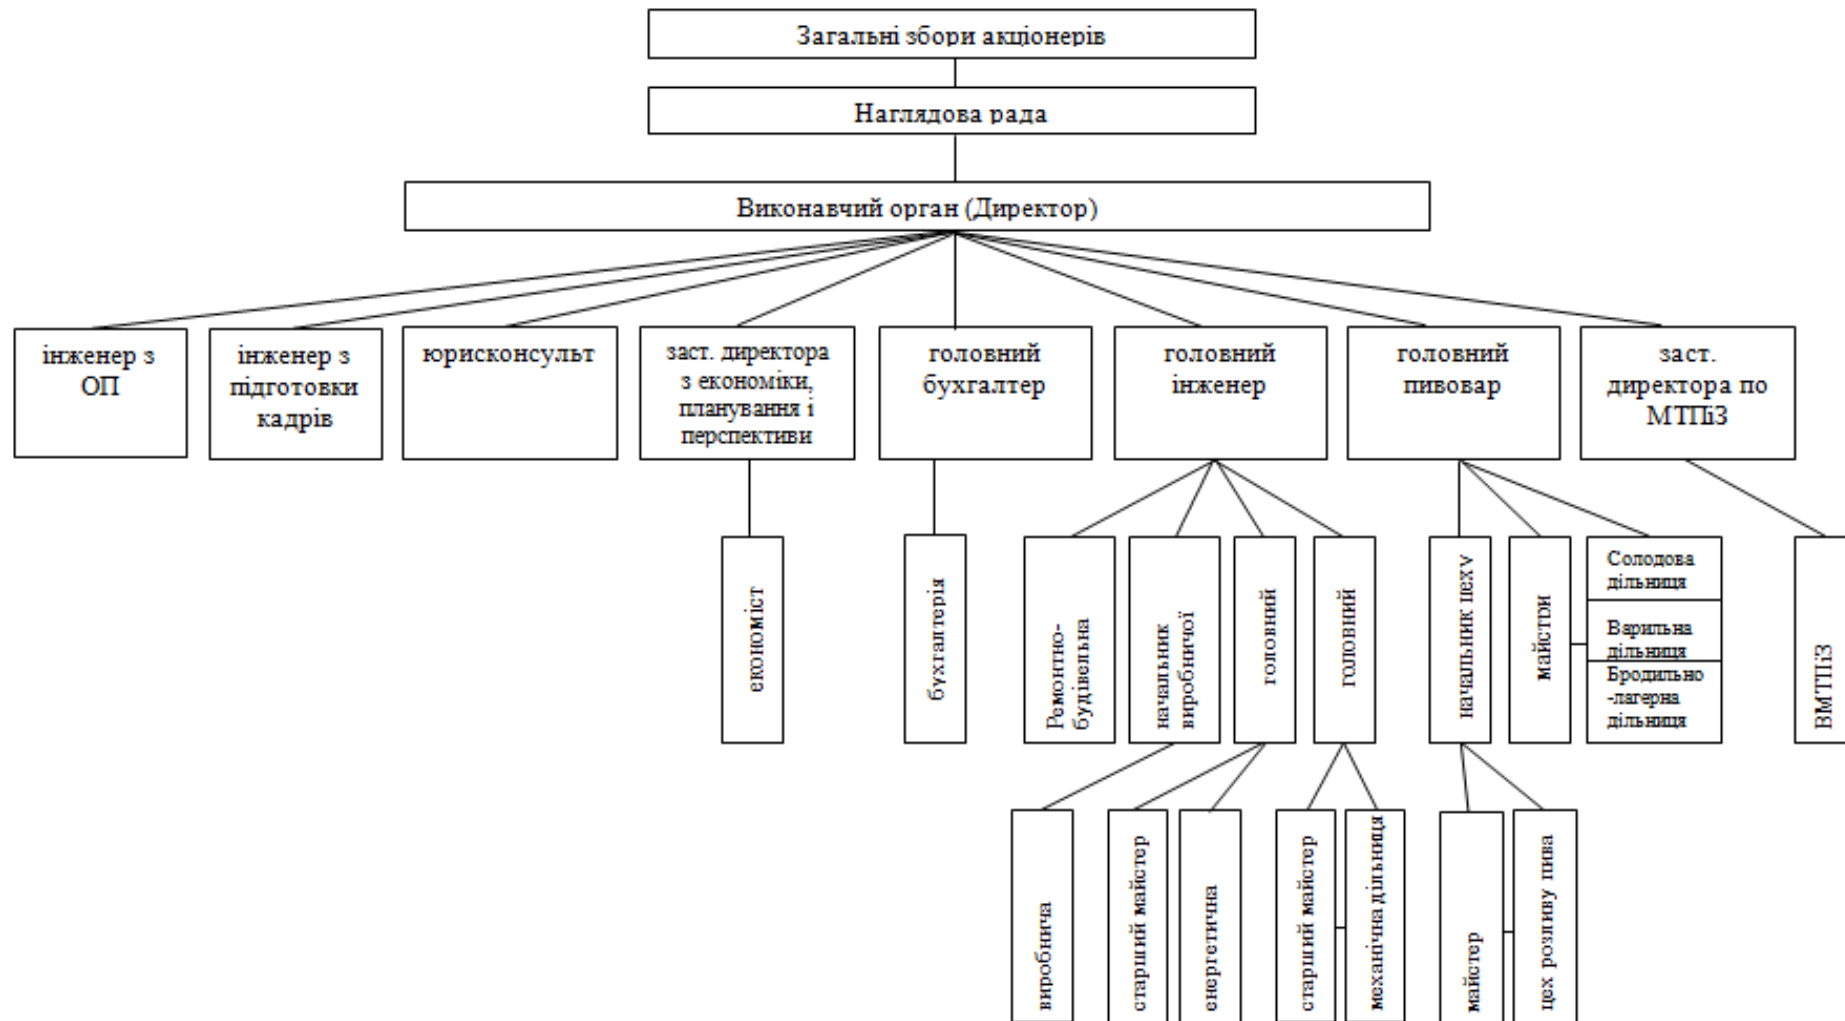 Загальні збори акціонерів
Наглядова рада
Виконавчий орган (Директор)
інженер з
ОП
інженер з
підготовки
кадрів
юрисконсульт
заст. директора
з економіки,
планування і
перспективи
головний
бухгалтер
головний
інженер
головний
пивовар
заст.
директора по
МТПіЗ
економіст
бухгалтерія
Ремонтно-
будівельна
начальник
виробничої
головний
головний
начальник цеху
майстри
Солодова
дільниця
Варильна
дільниця
Бродильно
-лагерна
дільниця
ВМТПіЗ
виробнича
старший майстер
енергетична
старший майстер
механічна дільниця
майстер
цех розливу пива